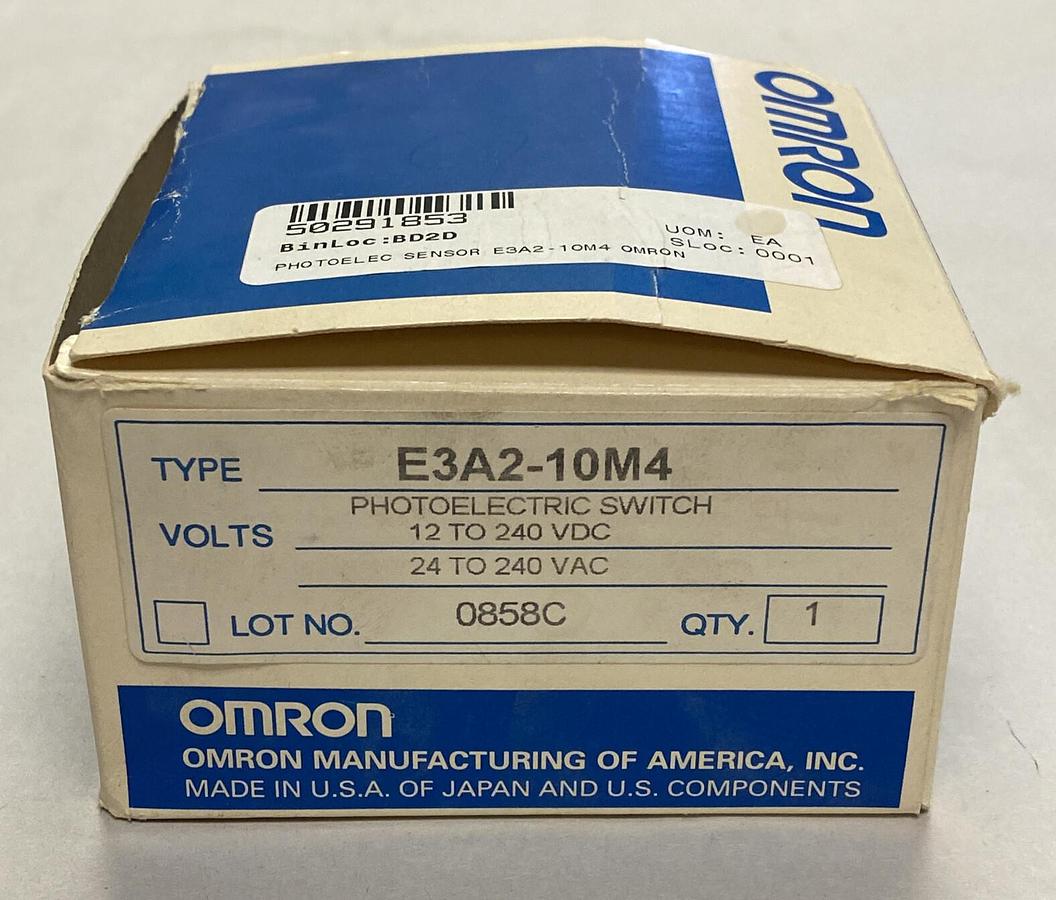 OMRON
50291853
BinLoc:BD2D
PHOTOELEC SENSOR E3A2-10M4 OMRON
UOM: EA
SLOC: 0001
TYPE E3A2-10M4
PHOTOELECTRIC SWITCH
VOLTS 12 TO 240 VDC
24 TO 240 VAC
LOT NO. 0858C QTY. 1
OMRON
OMRON MANUFACTURING OF AMERICA, INC.
MADE IN U.S.A. OF JAPAN AND U.S. COMPONENTS